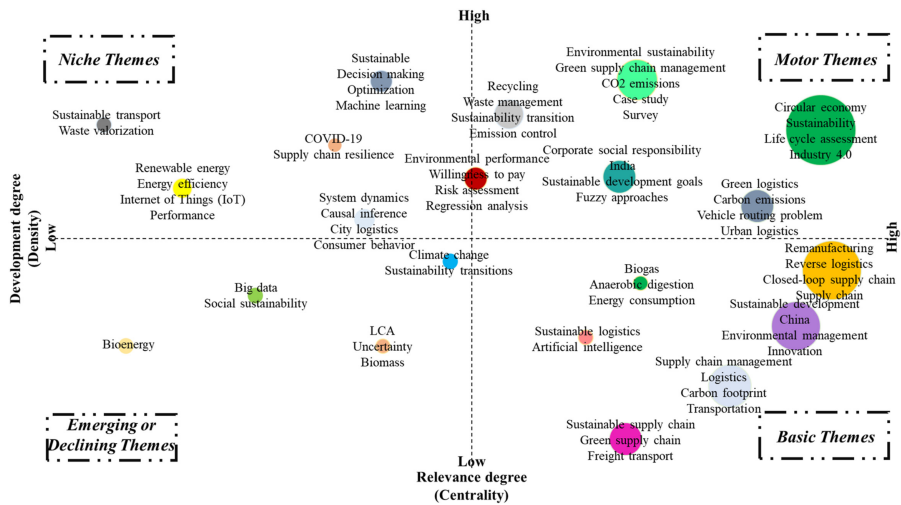 High
Niche Themes
Motor Themes
Sustainable
Decision making
Optimization
Machine learning
Environmental sustainability
Green supply chain management
CO2 emissions
Case study
Survey
Recycling
Waste management
Sustainability transition
Emission control
Circular economy
Sustainability
Life cycle assessment
Industry 4.0
Sustainable transport
Waste valorization
COVID-19
Supply chain resilience
Environmental performance
Willingness to pay
Risk assessment
Regression analysis
Corporate social responsibility
India
Sustainable development goals
Fuzzy approaches
Renewable energy
Energy efficiency
Internet of Things (IoT)
Performance
System dynamics
Causal inference
City logistics
Consumer behavior
Green logistics
Carbon emissions
Vehicle routing problem
Urban logistics
Development degree
(Density)
Low
High
Climate change
Sustainability transitions
Remanufacturing
Reverse logistics
Closed-loop supply chain
Supply chain
Biogas
Anaerobic digestion
Energy consumption
Big data
Social sustainability
Sustainable development
China
Environmental management
Innovation
Bioenergy
LCA
Uncertainty
Biomass
Sustainable logistics
Artificial intelligence
Supply chain management
Logistics
Carbon footprint
Transportation
Emerging or
Declining Themes
Sustainable supply chain
Green supply chain
Freight transport
Basic Themes
Low
Relevance degree
(Centrality)